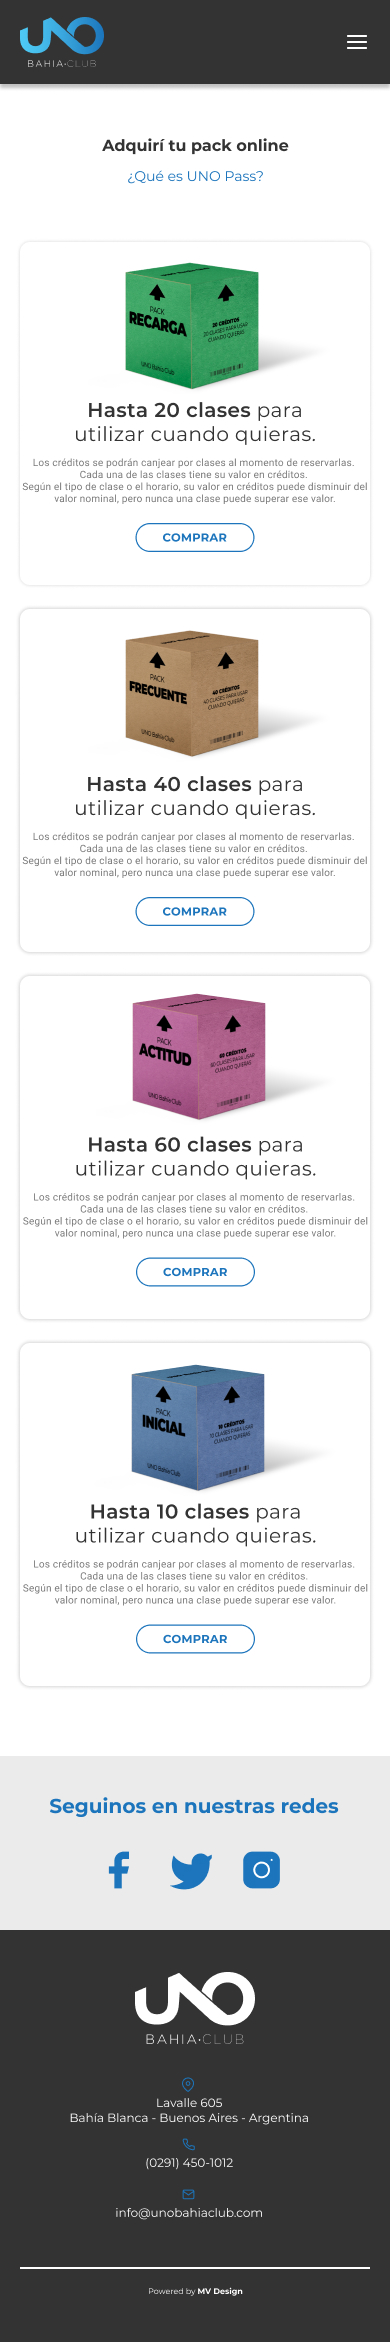 UNO
BAHIA·CLUB
Adquirí tu pack online
¿Qué es UNO Pass?
PACK
RECARGA
UNO Bahía Club
20 CRÉDITOS
20 CLASES PARA USAR
CUANDO QUIERAS
Hasta 20 clases para
utilizar cuando quieras.
Los créditos se podrán canjear por clases al momento de reservarlas.
Cada una de las clases tiene su valor en créditos.
Según el tipo de clase o el horario, su valor en créditos puede disminuir del
valor nominal, pero nunca una clase puede superar ese valor.
COMPRAR
PACK
FRECUENTE
UNO Bahía Club
40 CRÉDITOS
40 CLASES PARA USAR
CUANDO QUIERAS
Hasta 40 clases para
utilizar cuando quieras.
Los créditos se podrán canjear por clases al momento de reservarlas.
Cada una de las clases tiene su valor en créditos.
Según el tipo de clase o el horario, su valor en créditos puede disminuir del
valor nominal, pero nunca una clase puede superar ese valor.
COMPRAR
PACK
ACTITUD
UNO Bahía Club
60 CRÉDITOS
60 CLASES PARA USAR
CUANDO QUIERAS
Hasta 60 clases para
utilizar cuando quieras.
Los créditos se podrán canjear por clases al momento de reservarlas.
Cada una de las clases tiene su valor en créditos.
Según el tipo de clase o el horario, su valor en créditos puede disminuir del
valor nominal, pero nunca una clase puede superar ese valor.
COMPRAR
PACK
INICIAL
UNO Bahía Club
10 CRÉDITOS
10 CLASES PARA USAR
CUANDO QUIERAS
Hasta 10 clases para
utilizar cuando quieras.
Los créditos se podrán canjear por clases al momento de reservarlas.
Cada una de las clases tiene su valor en créditos.
Según el tipo de clase o el horario, su valor en créditos puede disminuir del
valor nominal, pero nunca una clase puede superar ese valor.
COMPRAR
Seguinos en nuestras redes
UNO
BAHIA·CLUB
Lavalle 605
Bahía Blanca - Buenos Aires - Argentina
(0291) 450-1012
info@unobahiaclub.com
Powered by MV Design